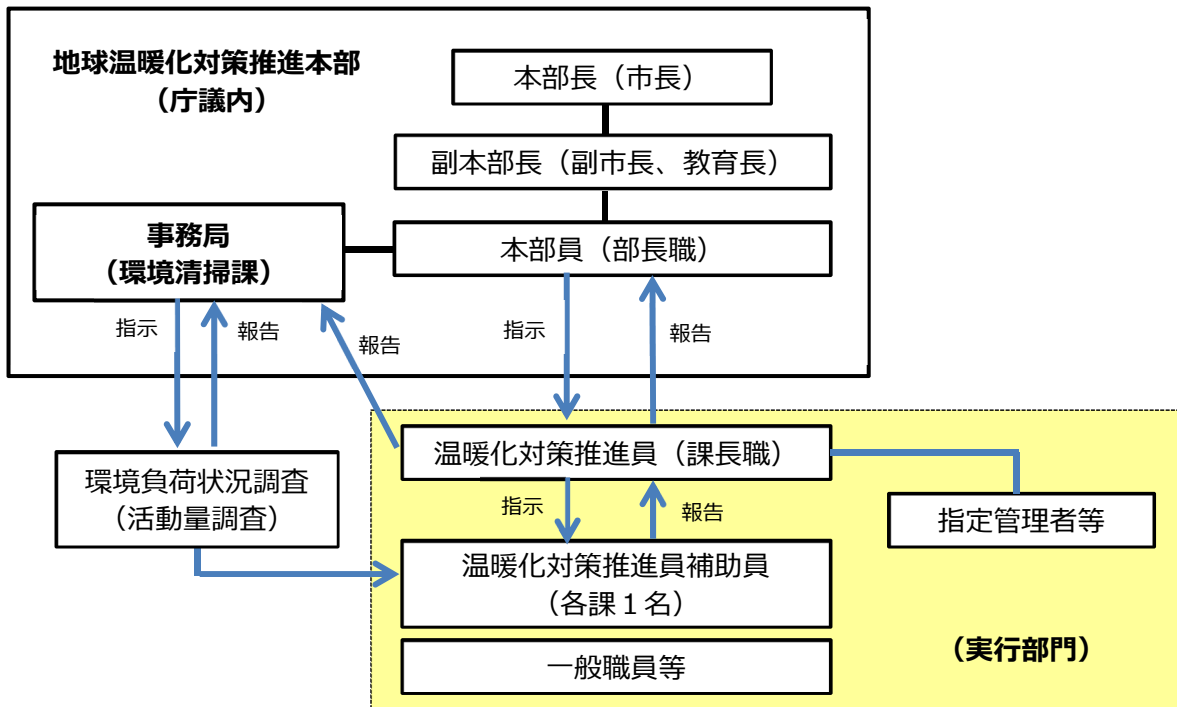 地球温暖化対策推進本部
（庁議内）
本部長（市長）
副本部長（副市長、教育長）
事務局
（環境清掃課）
本部員（部長職）
指示
報告
報告
指示
報告
環境負荷状況調査
（活動量調査）
温暖化対策推進員（課長職）
指示
報告
指定管理者等
温暖化対策推進員補助員
（各課１名）
一般職員等
（実行部門）